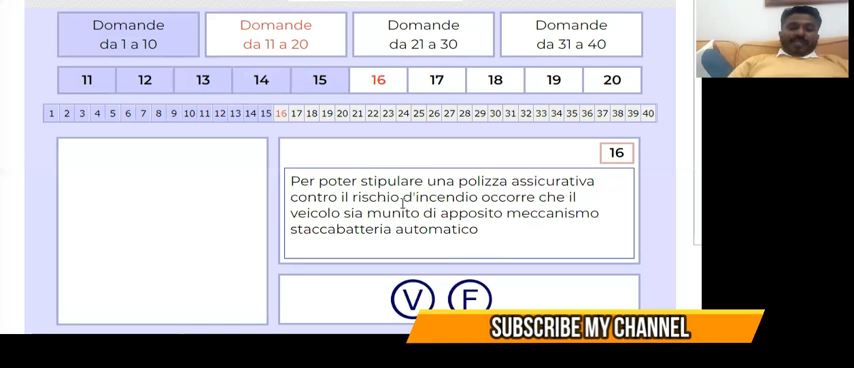 Domande
da 1 a 10
Domande
da 11 a 20
Domande
da 21 a 30
Domande
da 31 a 40
11 12 13 14 15 16 17 18 19 20
1 2 3 4 5 6 7 8 9 10 11 12 13 14 15 16 17 18 19 20 21 22 23 24 25 26 27 28 29 30 31 32 33 34 35 36 37 38 39 40
16
Per poter stipulare una polizza assicurativa
contro il rischio d'incendio occorre che il
veicolo sia munito di apposito meccanismo
staccabatteria automatico
V F
SUBSCRIBE MY CHANNEL